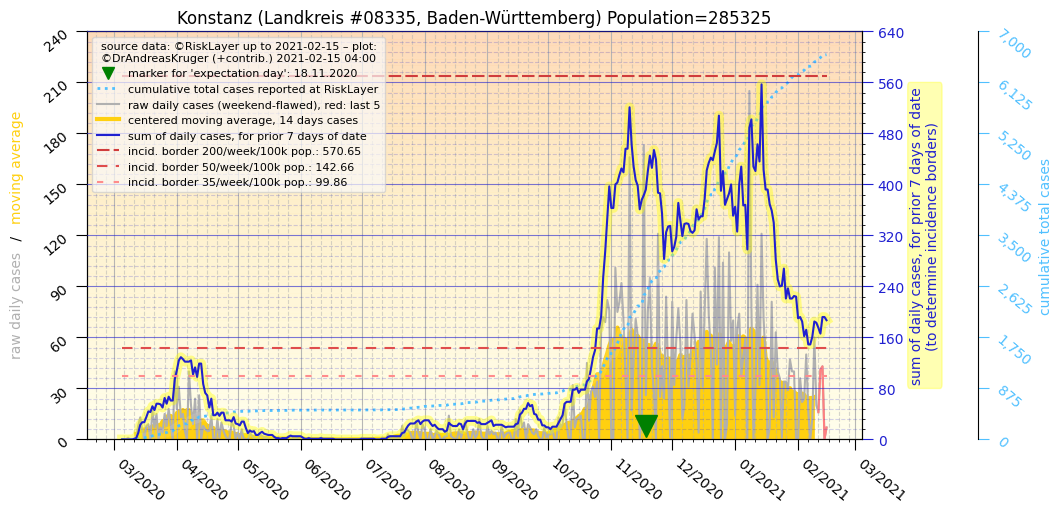 Konstanz (Landkreis #08335, Baden-Württemberg) Population=285325
source data: ©RiskLayer up to 2021-02-15 – plot:
©DrAndreasKruger (+contrib.) 2021-02-15 04:00
marker for 'expectation day': 18.11.2020
cumulative total cases reported at RiskLayer
raw daily cases (weekend-flawed), red: last 5
centered moving average, 14 days cases
sum of daily cases, for prior 7 days of date
incid. border 200/week/100k pop.: 570.65
incid. border 50/week/100k pop.: 142.66
incid. border 35/week/100k pop.: 99.86
raw daily cases / moving average
240
210
180
150
120
90
60
30
0
640
560
480
400
320
240
160
80
0
sum of daily cases, for prior 7 days of date
(to determine incidence borders)
7,000
6,125
5,250
4,375
3,500
2,625
1,750
875
0
cumulative total cases
03/2020
04/2020
05/2020
06/2020
07/2020
08/2020
09/2020
10/2020
11/2020
12/2020
01/2021
02/2021
03/2021